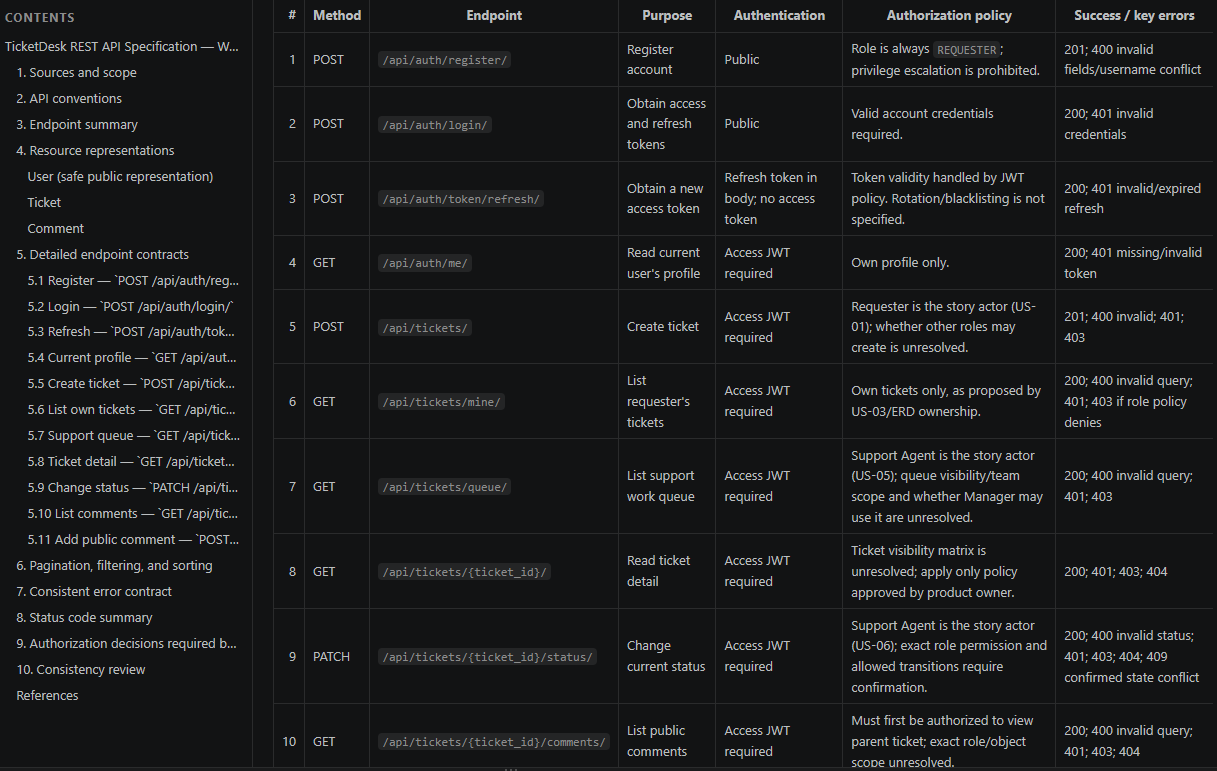 CONTENTS
TicketDesk REST API Specification — W...
1. Sources and scope
2. API conventions
3. Endpoint summary
4. Resource representations
User (safe public representation)
Ticket
Comment
5. Detailed endpoint contracts
5.1 Register — `POST /api/auth/reg...
5.2 Login — `POST /api/auth/login/`
5.3 Refresh — `POST /api/auth/tok...
5.4 Current profile — `GET /api/aut...
5.5 Create ticket — `POST /api/tick...
5.6 List own tickets — `GET /api/tic...
5.7 Support queue — `GET /api/tick...
5.8 Ticket detail — `GET /api/ticket...
5.9 Change status — `PATCH /api/ti...
5.10 List comments — `GET /api/tic...
5.11 Add public comment — `POST...
6. Pagination, filtering, and sorting
7. Consistent error contract
8. Status code summary
9. Authorization decisions required b...
10. Consistency review
References
# Method Endpoint Purpose Authentication Authorization policy Success / key errors
1 POST /api/auth/register/
Register
account
Public
Role is always REQUESTER;
privilege escalation is prohibited.
201; 400 invalid
fields/username conflict
2 POST /api/auth/login/
Obtain access
and refresh
tokens
Public
Valid account credentials
required.
200; 401 invalid
credentials
3 POST /api/auth/token/refresh/
Obtain a new
access token
Refresh token in
body; no access
token
Token validity handled by JWT
policy. Rotation/blacklisting is not
specified.
200; 401 invalid/expired
refresh
4 GET /api/auth/me/
Read current
user's profile
Access JWT
required
Own profile only.
200; 401 missing/invalid
token
5 POST /api/tickets/
Create ticket
Access JWT
required
Requester is the story actor (US-
01); whether other roles may
create is unresolved.
201; 400 invalid; 401;
403
6 GET /api/tickets/mine/
List
requester's
tickets
Access JWT
required
Own tickets only, as proposed by
US-03/ERD ownership.
200; 400 invalid query;
401; 403 if role policy
denies
7 GET /api/tickets/queue/
List support
work queue
Access JWT
required
Support Agent is the story actor
(US-05); queue visibility/team
scope and whether Manager may
use it are unresolved.
200; 400 invalid query;
401; 403
8 GET /api/tickets/{ticket_id}/
Read ticket
detail
Access JWT
required
Ticket visibility matrix is
unresolved; apply only policy
approved by product owner.
200; 401; 403; 404
9 PATCH /api/tickets/{ticket_id}/status/
Change
current status
Access JWT
required
Support Agent is the story actor
(US-06); exact role permission and
allowed transitions require
confirmation.
200; 400 invalid status;
401; 403; 404; 409
confirmed state conflict
10 GET /api/tickets/{ticket_id}/comments/
List public
comments
Access JWT
required
Must first be authorized to view
parent ticket; exact role/object
scope unresolved.
200; 400 invalid query;
401; 403; 404